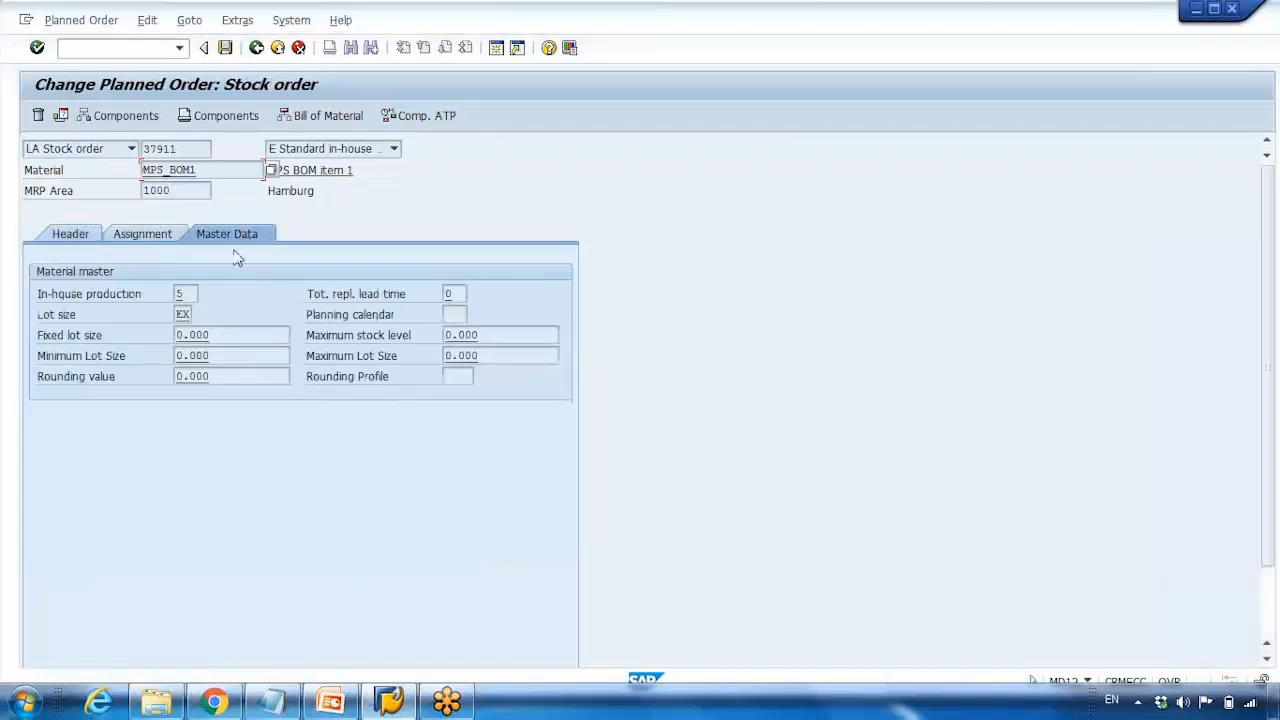 Planned Order Edit Goto Extras System Help
Change Planned Order: Stock order
Components Components Bill of Material Comp. ATP
LA Stock order 37911 E Standard in-house ..
Material MPS_BOM1 PS BOM item 1
MRP Area 1000 Hamburg
Header Assignment Master Data
Material master
In-house production 5 Tot. repl. lead time 0
Lot size EX Planning calendar
Fixed lot size 0.000 Maximum stock level 0.000
Minimum Lot Size 0.000 Maximum Lot Size 0.000
Rounding value 0.000 Rounding Profile
SAP
MD12 CRMECC OVR
EN